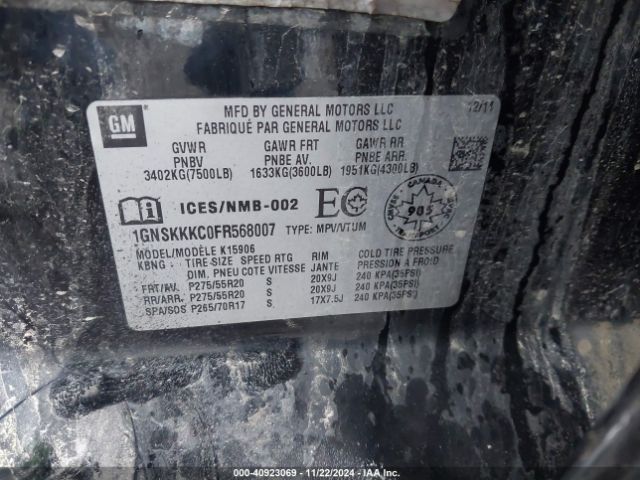 GM
MFD BY GENERAL MOTORS LLC 12/11
FABRIQUÉ PAR GENERAL MOTORS LLC
GVWR GAWR FRT GAWR RR
PNBV PNBE AV. PNBE ARR.
3402KG(7500LB) 1633KG(3600LB) 1951KG(4300LB)
ICES/NMB-002 EC
905
1GNSKKKC0FR568007 TYPE: MPV/VTUM
MODEL/MODÈLE K15906
KBNG : TIRE SIZE SPEED RTG RIM COLD TIRE PRESSURE
DIM. PNEU COTE VITESSE JANTE PRESSION A FROID
FRT/AV. P275/55R20 S 20X9J 240 KPA(35PSI)
RR/ARR. P275/55R20 S 20X9J 240 KPA(35PSI)
SPA/SOS P265/70R17 S. 17X7.5J 240 KPA(35PSI)
000-40923069 - 11/22/2024 - IAAI.CA